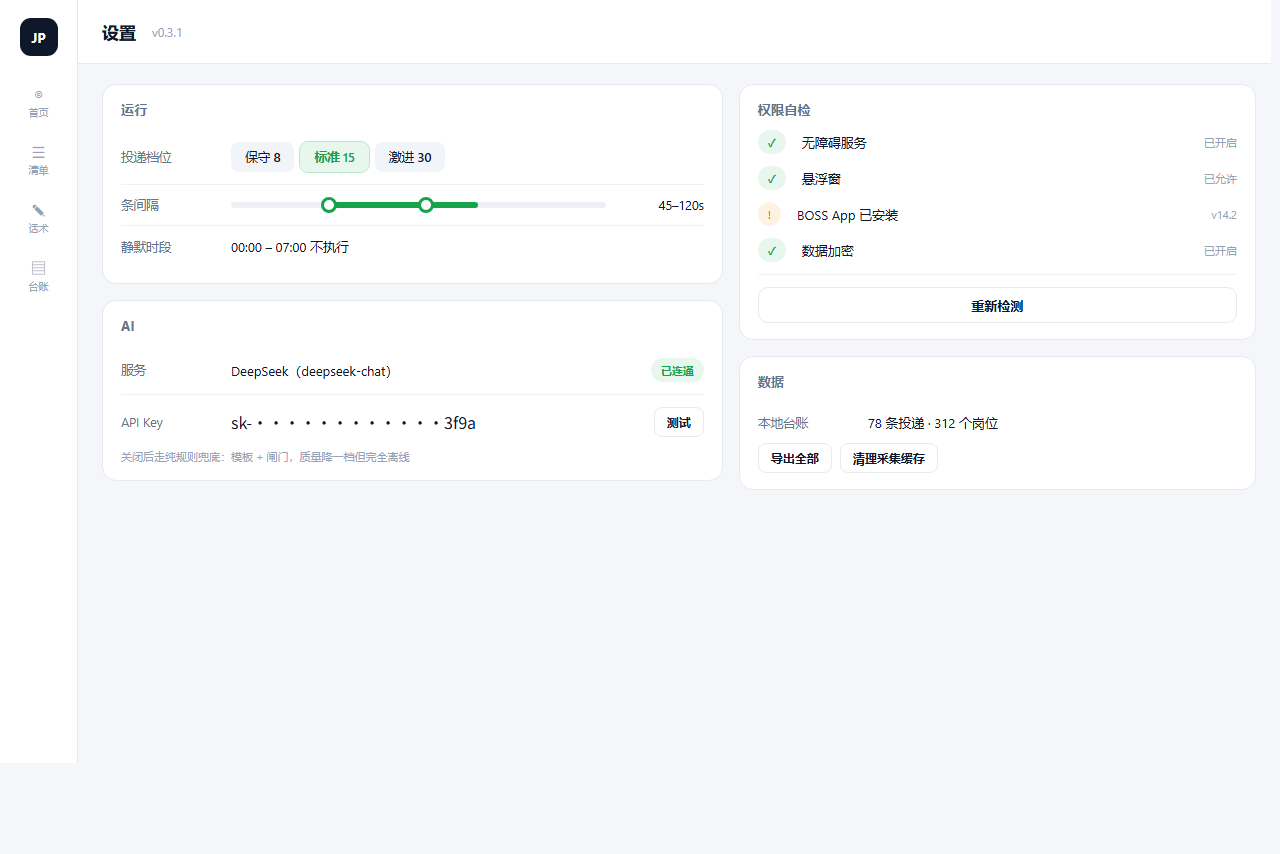 JP
首页
清单
话术
台账
设置 v0.3.1
运行
投递档位 保守 8 标准 15 激进 30
条间隔 45–120s
静默时段 00:00 – 07:00 不执行
AI
服务 DeepSeek（deepseek-chat） 已连通
API Key sk-············3f9a 测试
关闭后走纯规则兜底：模板 + 闸门，质量降一档但完全离线
权限自检
✓ 无障碍服务 已开启
✓ 悬浮窗 已允许
! BOSS App 已安装 v14.2
✓ 数据加密 已开启
重新检测
数据
本地台账 78 条投递 · 312 个岗位
导出全部 清理采集缓存